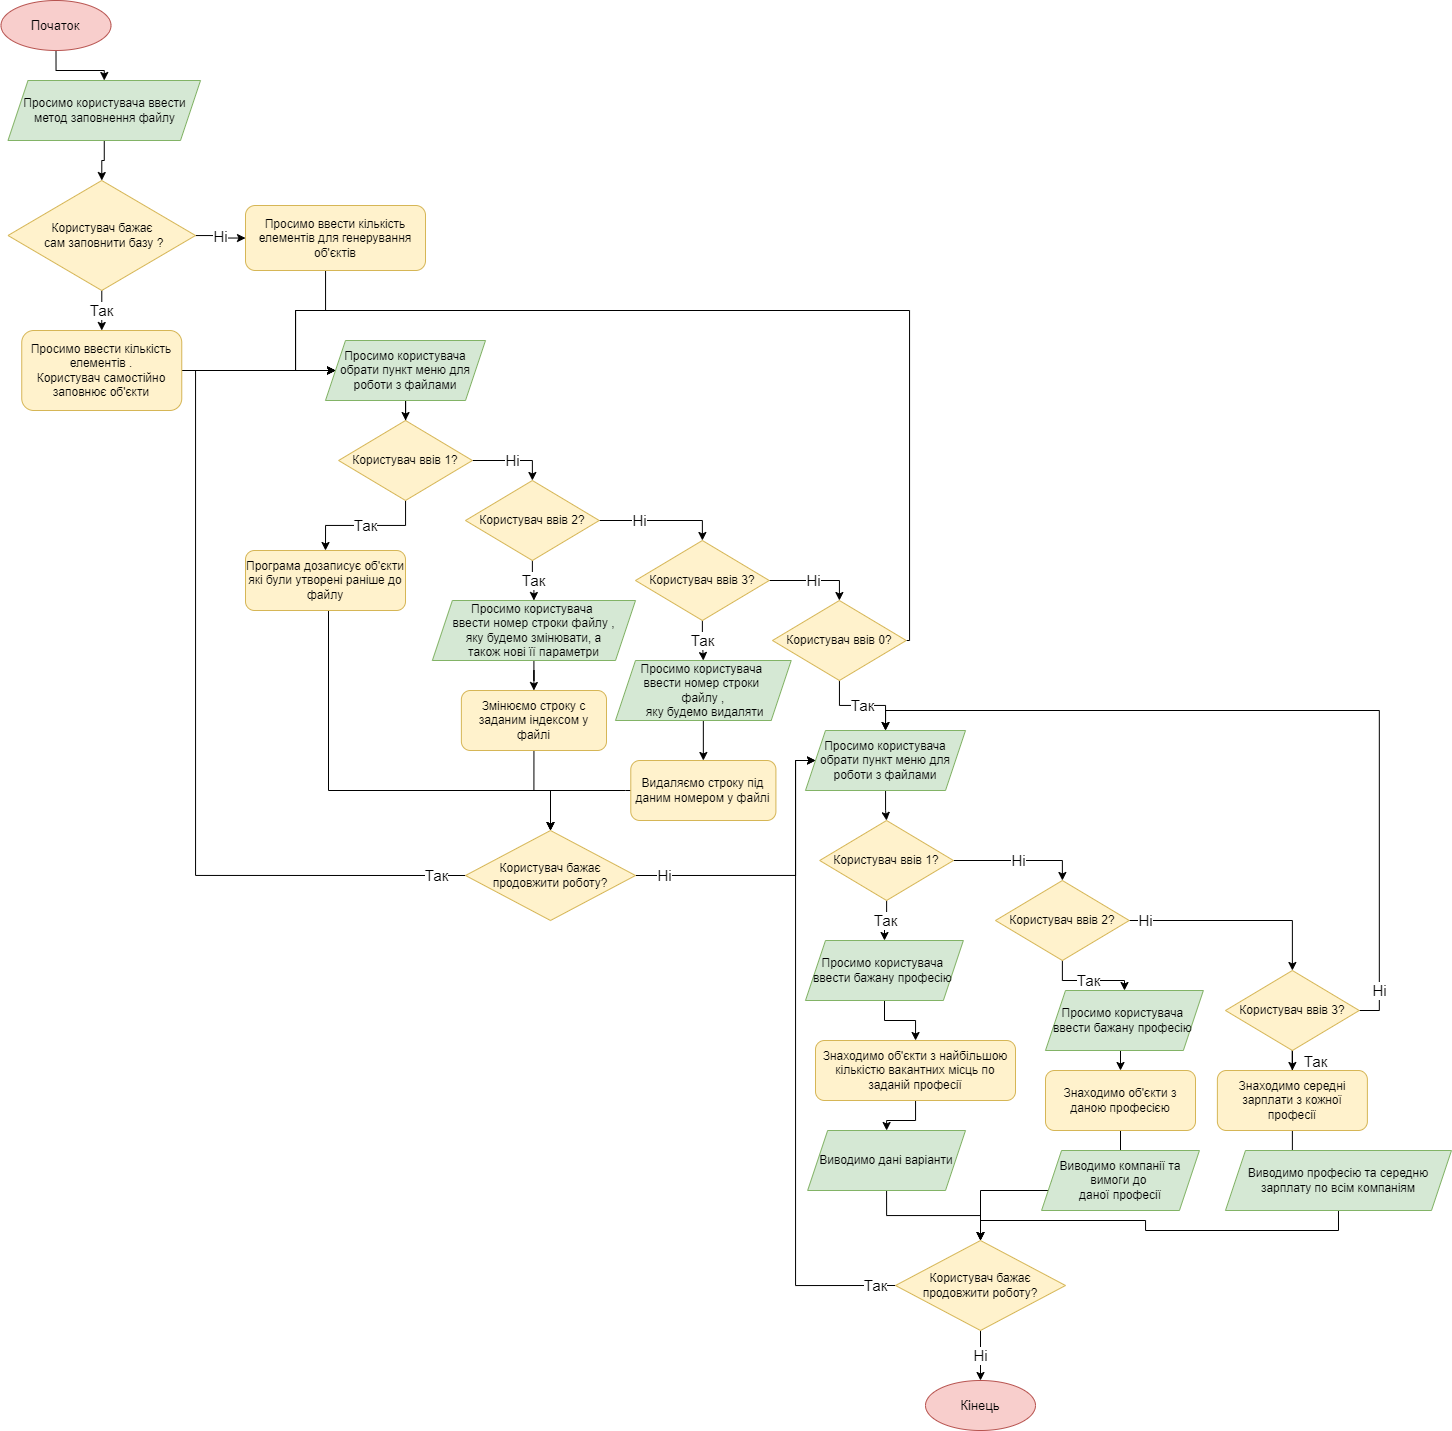 Початок
Просимо користувача ввести
метод заповнення файлу
Користувач бажає
сам заповнити базу ?
Ні
Просимо ввести кількість
елементів для генерування
об'єктів
Так
Просимо ввести кількість
елементів .
Користувач самостійно
заповнює об'єкти
Просимо користувача
обрати пункт меню для
роботи з файлами
Користувач ввів 1?
Ні
Так
Користувач ввів 2?
Ні
Програма дозаписує об'єкти
які були утворені раніше до
файлу
Так
Користувач ввів 3?
Ні
Просимо користувача
ввести номер строки файлу ,
яку будемо змінювати, а
також нові її параметри
Так
Користувач ввів 0?
Просимо користувача
ввести номер строки
файлу ,
яку будемо видаляти
Змінюємо строку с
заданим індексом у
файлі
Так
Просимо користувача
обрати пункт меню для
роботи з файлами
Видаляємо строку під
даним номером у файлі
Користувач бажає
продовжити роботу?
Так
Ні
Користувач ввів 1?
Ні
Так
Користувач ввів 2?
Ні
Просимо користувача
ввести бажану професію
Так
Ні
Просимо користувача
ввести бажану професію
Користувач ввів 3?
Так
Знаходимо об'єкти з найбільшою
кількістю вакантних місць по
заданій професії
Знаходимо об'єкти з
даною професією
Знаходимо середні
зарплати з кожної
професії
Виводимо дані варіанти
Виводимо компанії та
вимоги до
даної професії
Виводимо професію та середню
зарплату по всім компаніям
Користувач бажає
продовжити роботу?
Так
Ні
Кінець